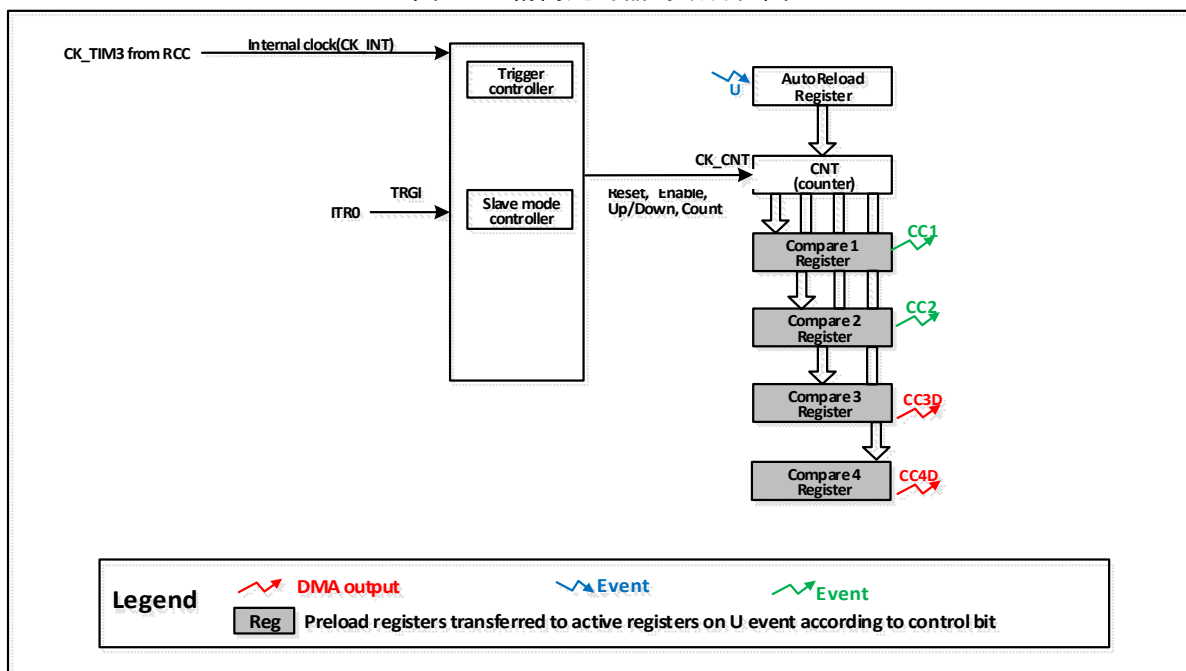 CK_TIM3 from RCC
Internal clock(CK_INT)
Trigger
controller
U
AutoReload
Register
CK_CNT
CNT
(counter)
Reset, Enable,
Up/Down, Count
TRGI
ITR0
Slave mode
controller
CC1
Compare 1
Register
CC2
Compare 2
Register
CC3D
Compare 3
Register
CC4D
Compare 4
Register
Legend
DMA output
Event
Event
Reg
Preload registers transferred to active registers on U event according to control bit